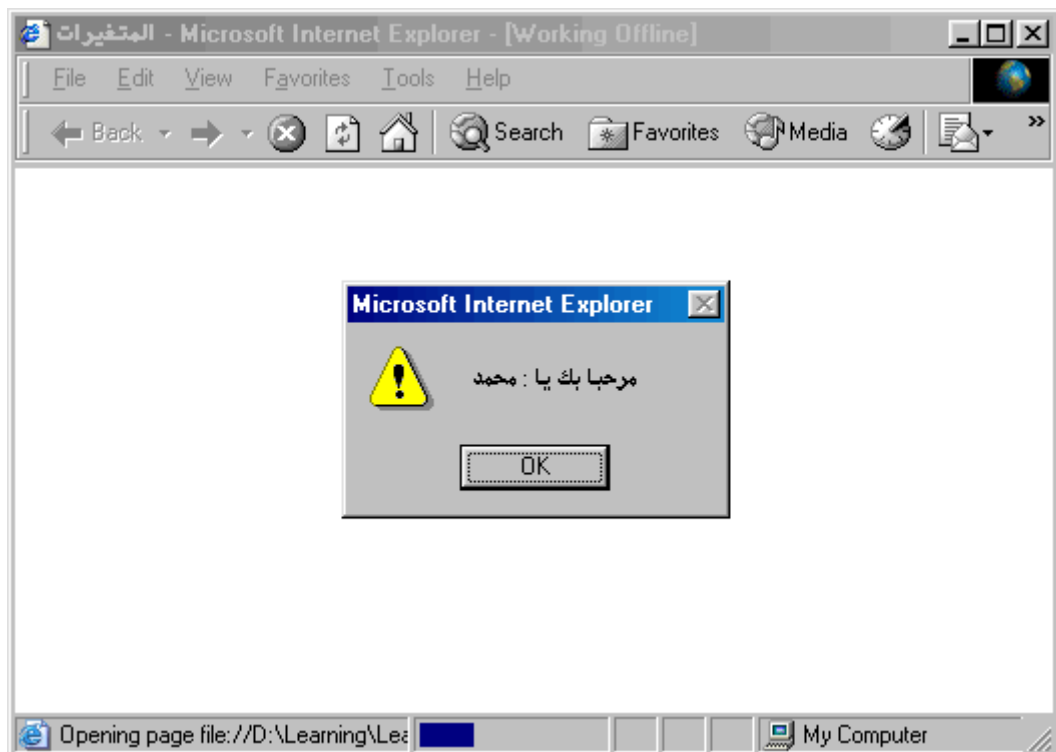 المتغيرات - Microsoft Internet Explorer - [Working Offline]
File Edit View Favorites Tools Help
Back Search Favorites Media »
Microsoft Internet Explorer
مرحبا بك يا : محمد
OK
Opening page file://D:\Learning\Lea My Computer